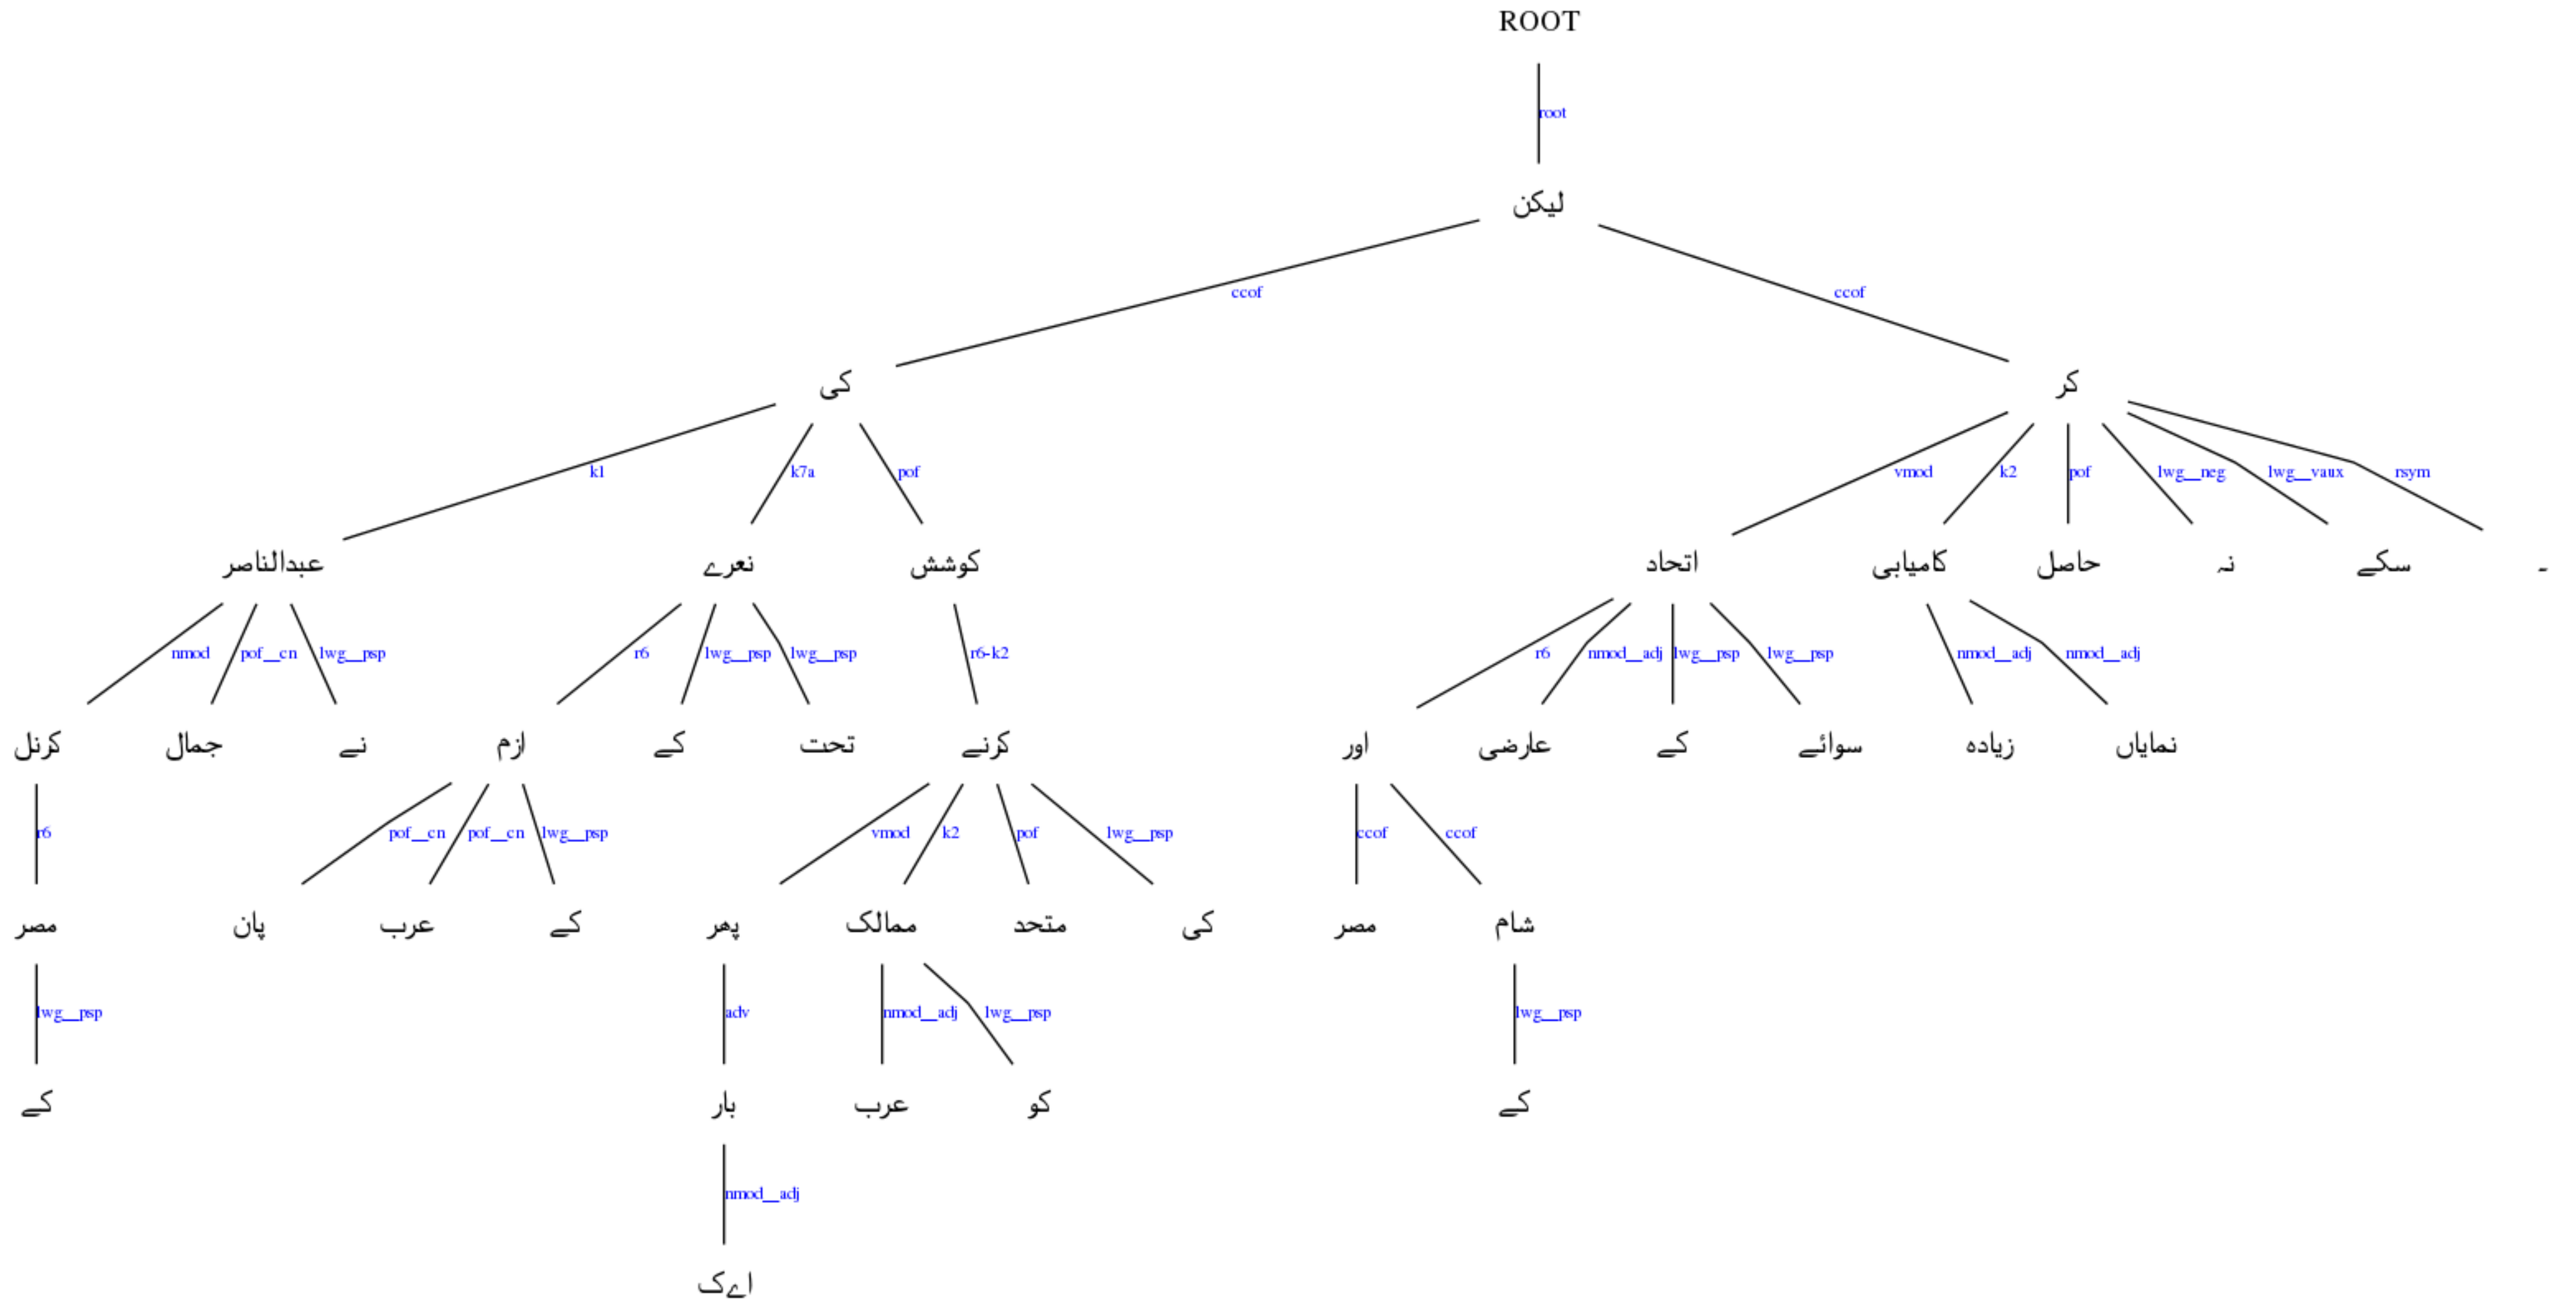 ROOT
root
لیکن
ccof ccof
کی کر
k1 k7a pof vmod k2 pof lwg__neg lwg__vaux rsym
عبدالناصر نعرے کوشش اتحاد کامیابی حاصل نہ سکے ۔
nmod pof__cn lwg__psp r6 lwg__psp lwg__psp r6-k2 r6 nmod__adj lwg__psp lwg__psp nmod__adj nmod__adj
کرنل جمال نے ازم کے تحت کرنے اور عارضی کے سوائے زیادہ نمایاں
r6 pof__cn pof__cn lwg__psp vmod k2 pof lwg__psp ccof ccof
مصر پان عرب کے پھر ممالک متحد کی مصر شام
lwg__psp adv nmod__adj lwg__psp lwg__psp
کے بار عرب کو کے
nmod__adj
اےک